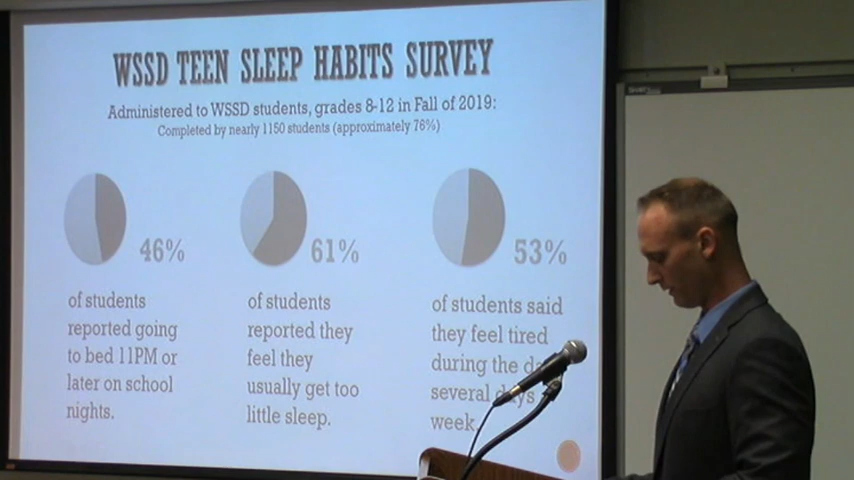 WSSD TEEN SLEEP HABITS SURVEY
Administered to WSSD students, grades 8-12 in Fall of 2019:
Completed by nearly 1150 students (approximately 76%)
46%
of students
reported going
to bed 11PM or
later on school
nights.
61%
of students
reported they
feel they
usually get too
little sleep.
53%
of students said
they feel tired
during the
several days
week.